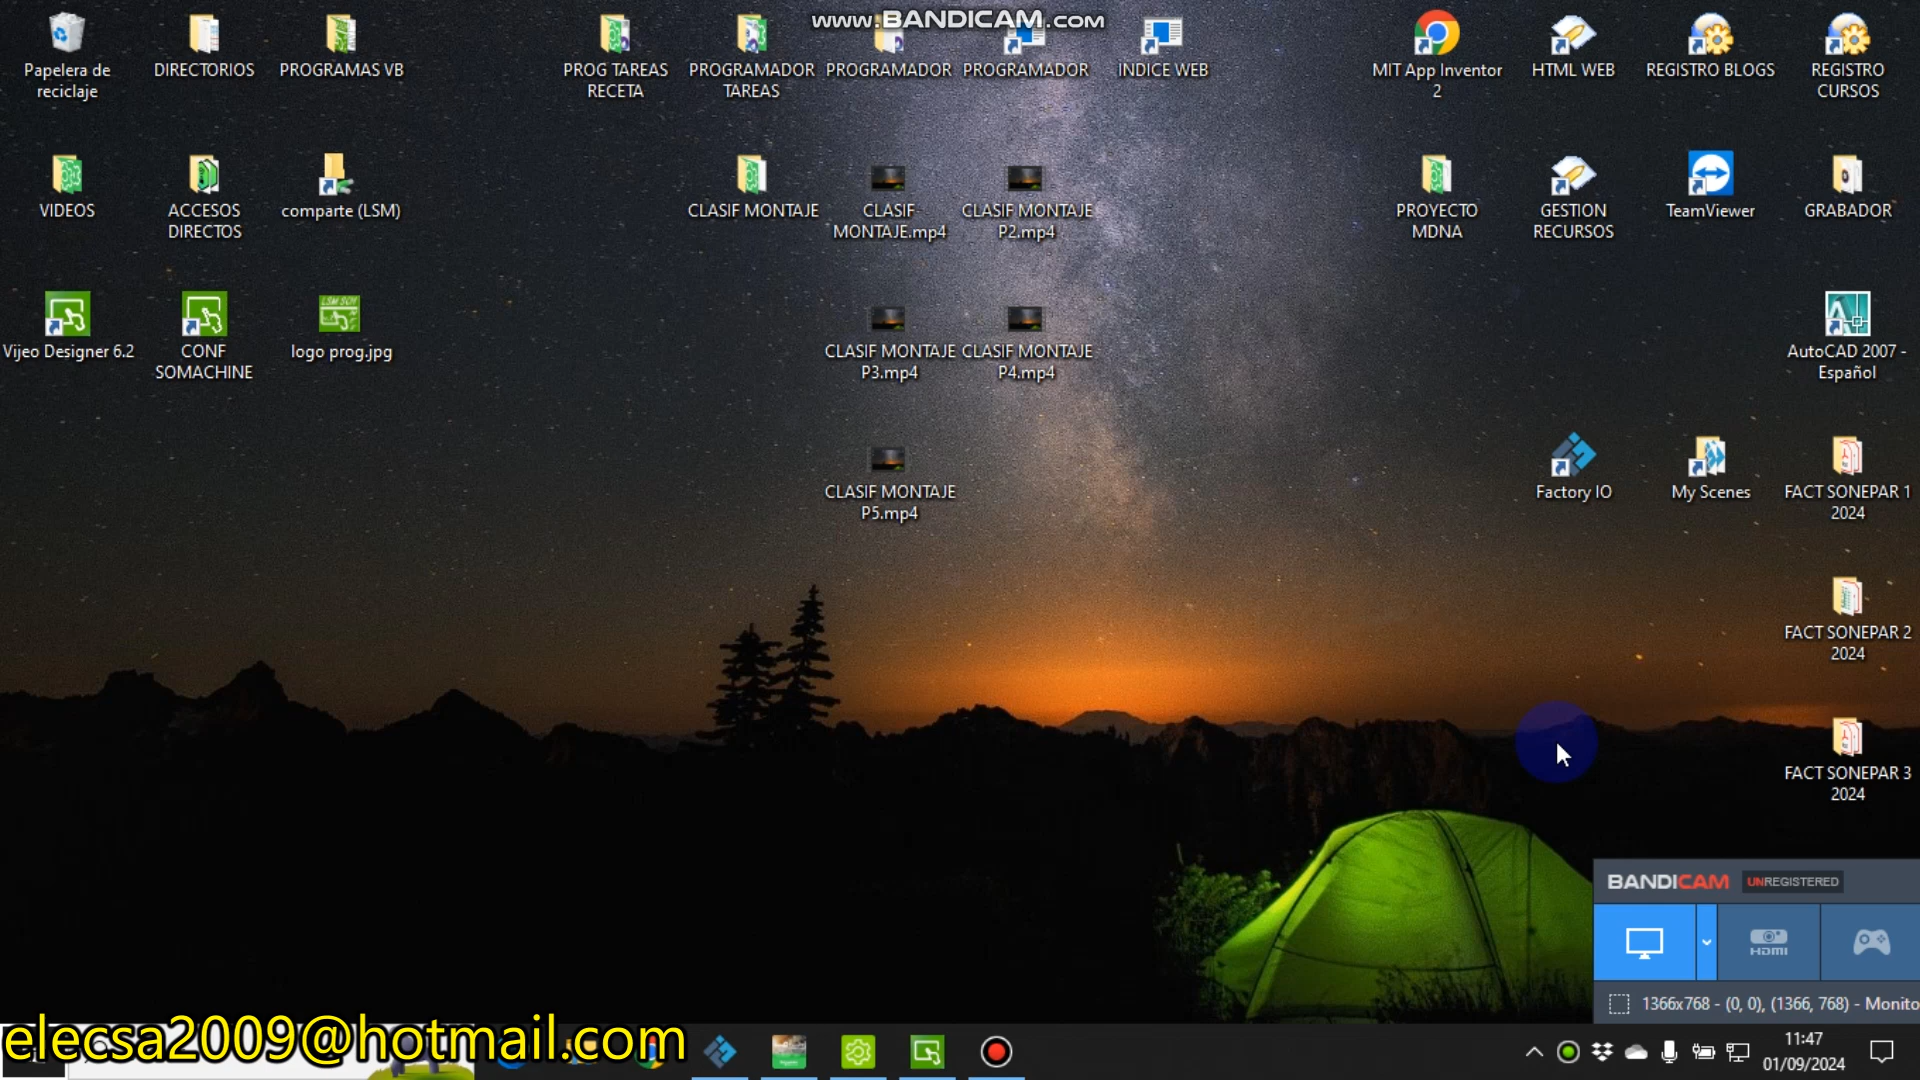 www.BANDICAM.com
Papelera de
reciclaje
DIRECTORIOS
PROGRAMAS VB
PROG TAREAS
RECETA
PROGRAMADOR
TAREAS
PROGRAMADOR
PROGRAMADOR
INDICE WEB
MIT App Inventor
2
HTML WEB
REGISTRO BLOGS
REGISTRO
CURSOS
VIDEOS
ACCESOS
DIRECTOS
comparte (LSM)
CLASIF MONTAJE
CLASIF
MONTAJE.mp4
CLASIF MONTAJE
P2.mp4
PROYECTO
MDNA
GESTION
RECURSOS
TeamViewer
GRABADOR
Vijeo Designer 6.2
CONF
SOMACHINE
logo prog.jpg
CLASIF MONTAJE
P3.mp4
CLASIF MONTAJE
P4.mp4
AutoCAD 2007 -
Español
CLASIF MONTAJE
P5.mp4
Factory IO
My Scenes
FACT SONEPAR 1
2024
FACT SONEPAR 2
2024
FACT SONEPAR 3
2024
BANDICAM UNREGISTERED
HDMI
1366x768 - (0, 0), (1366, 768) - Monito
elecsa2009@hotmail.com
11:47
01/09/2024